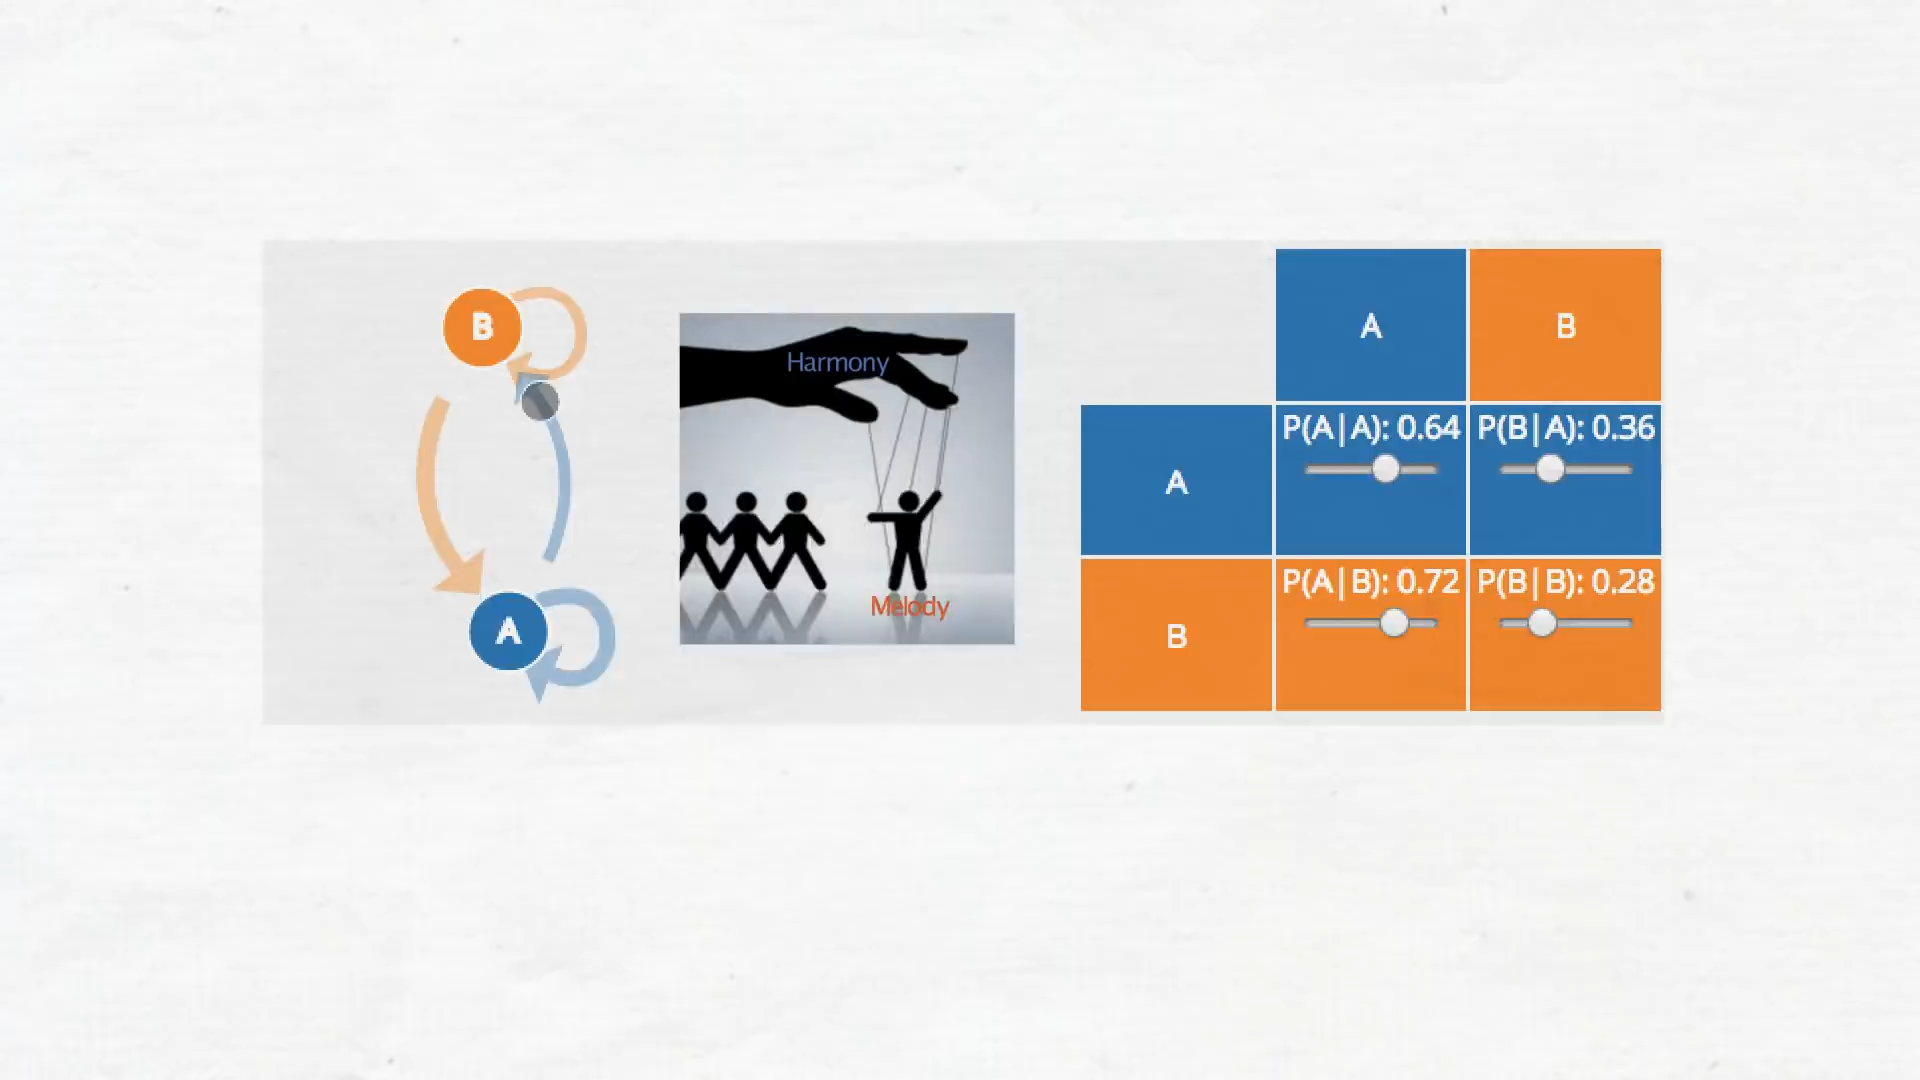 B
A
Harmony
Melody
A
B
A
P(A|A): 0.64
P(B|A): 0.36
B
P(A|B): 0.72
P(B|B): 0.28